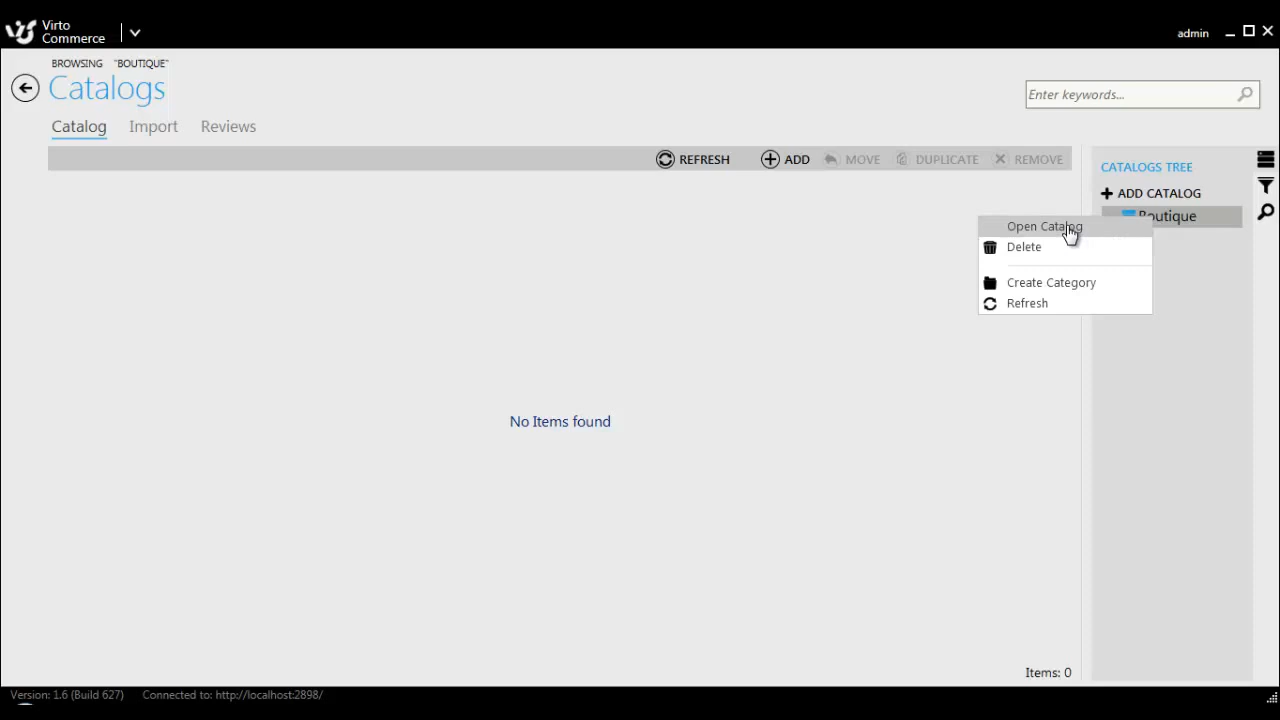 Virto
Commerce
admin
BROWSING "BOUTIQUE"
Catalogs
Enter keywords...
Catalog Import Reviews
REFRESH ADD MOVE DUPLICATE REMOVE
CATALOGS TREE
ADD CATALOG
Boutique
Open Catalog
Delete
Create Category
Refresh
No Items found
Items: 0
Version: 1.6 (Build 627) Connected to: http://localhost:2898/